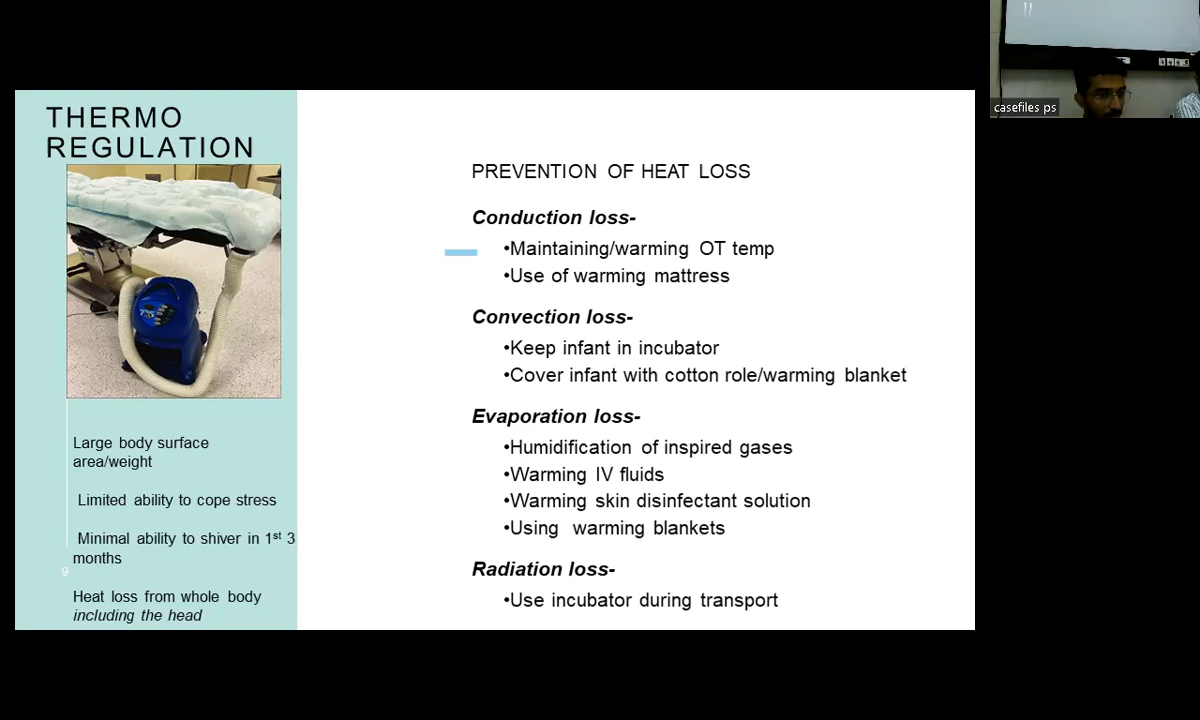 THERMO
REGULATION
Large body surface
area/weight
Limited ability to cope stress
Minimal ability to shiver in 1st 3
months
9
Heat loss from whole body
including the head
PREVENTION OF HEAT LOSS
Conduction loss-
•Maintaining/warming OT temp
•Use of warming mattress
Convection loss-
•Keep infant in incubator
•Cover infant with cotton role/warming blanket
Evaporation loss-
•Humidification of inspired gases
•Warming IV fluids
•Warming skin disinfectant solution
•Using warming blankets
Radiation loss-
•Use incubator during transport
casefiles ps